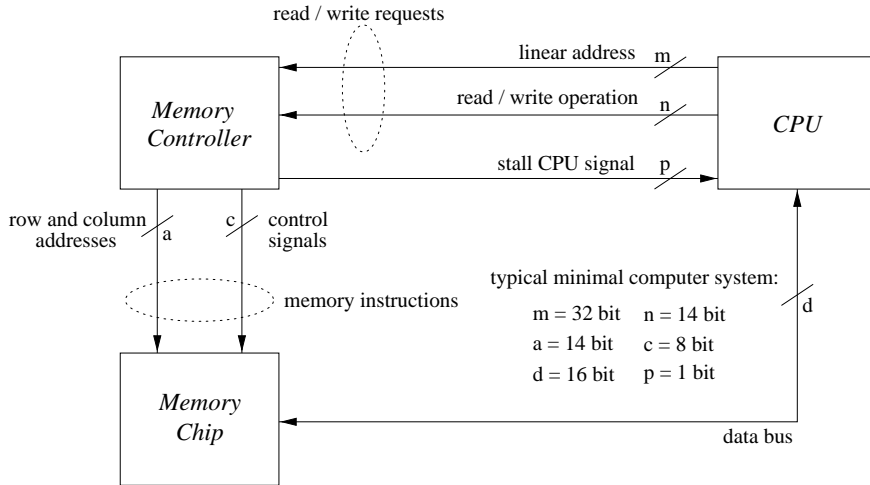 read / write requests
linear address
m
Memory
Controller
read / write operation
n
CPU
stall CPU signal
p
row and column
addresses
a
c
control
signals
memory instructions
typical minimal computer system:
m = 32 bit n = 14 bit
a = 14 bit c = 8 bit
d = 16 bit p = 1 bit
d
Memory
Chip
data bus